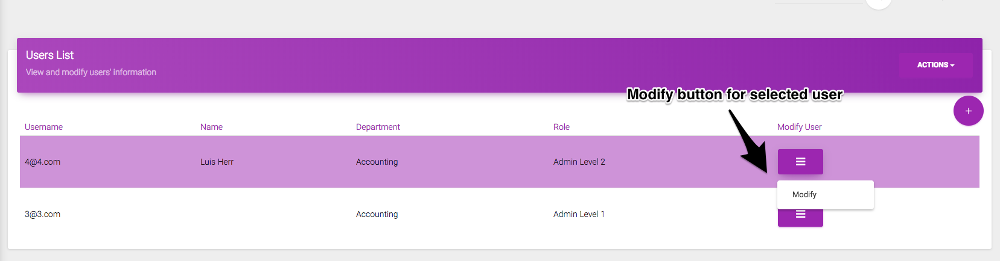 Users List
View and modify users' information
ACTIONS
Modify button for selected user
+
Username Name Department Role Modify User
4@4.com Luis Herr Accounting Admin Level 2
Modify
3@3.com Accounting Admin Level 1